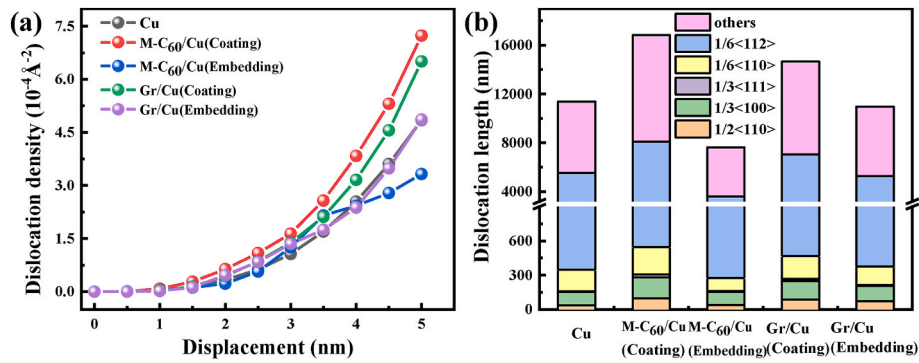 (a)
Dislocation density (10⁻⁴Å⁻²)
7.5
6.0
4.5
3.0
1.5
0.0
Cu
M-C₆₀/Cu(Coating)
M-C₆₀/Cu(Embedding)
Gr/Cu(Coating)
Gr/Cu(Embedding)
0 1 2 3 4 5
Displacement (nm)
(b)
Dislocation length (nm)
16000
12000
8000
4000
600
300
0
others
1/6<112>
1/6<110>
1/3<111>
1/3<100>
1/2<110>
Cu M-C₆₀/Cu M-C₆₀/Cu Gr/Cu Gr/Cu
(Coating) (Embedding) (Coating) (Embedding)